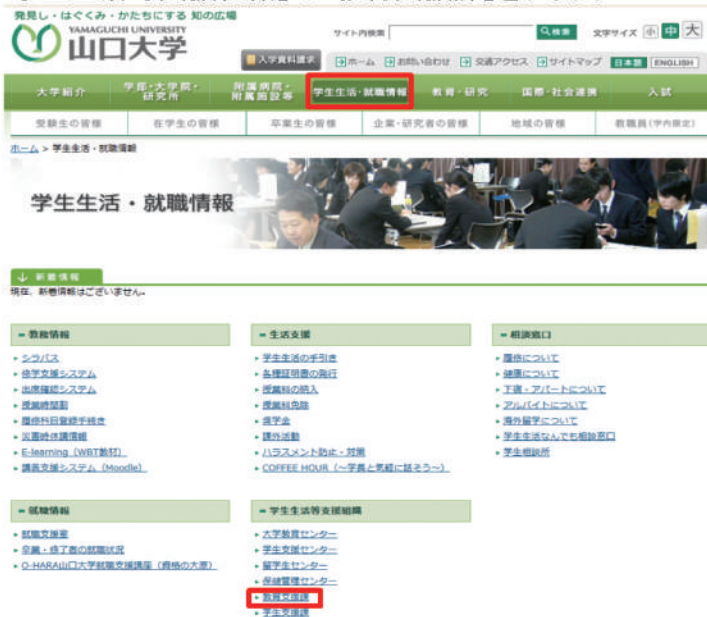 発見し・はぐくみ・かたちにする 知の広場
YAMAGUCHI UNIVERSITY
山口大学
サイト内検索
検索
文字サイズ 小 中 大
入学資料請求
ホーム お問い合わせ 交通アクセス サイトマップ 日本語 ENGLISH
大学紹介 学部・大学院・研究所 附属病院・附属施設等 学生生活・就職情報 教育・研究 国際・社会連携 入試
受験生の皆様 在学生の皆様 卒業生の皆様 企業・研究者の皆様 地域の皆様 教職員(学内限定)
ホーム > 学生生活・就職情報
学生生活・就職情報
新着情報
現在、新着情報はございません。
教務情報
シラバス
修学支援システム
出席確認システム
授業時間割
履修科目登録手続き
災害時休講情報
E-learning(WBT教材)
講義支援システム(Moodle)
生活支援
学生生活の手引き
各種証明書の発行
授業料の納入
授業料免除
奨学金
課外活動
ハラスメント防止・対策
COFFEE HOUR(~学長と気軽に話そう~)
相談窓口
履修について
健康について
下宿・アパートについて
アルバイトについて
海外留学について
学生生活なんでも相談窓口
学生相談所
就職情報
就職支援室
卒業・修了者の就職状況
O-HARA山口大学就職支援講座(資格の大原)
学生生活等支援組織
大学教育センター
学生支援センター
留学生センター
保健管理センター
教育支援課
学生支援課